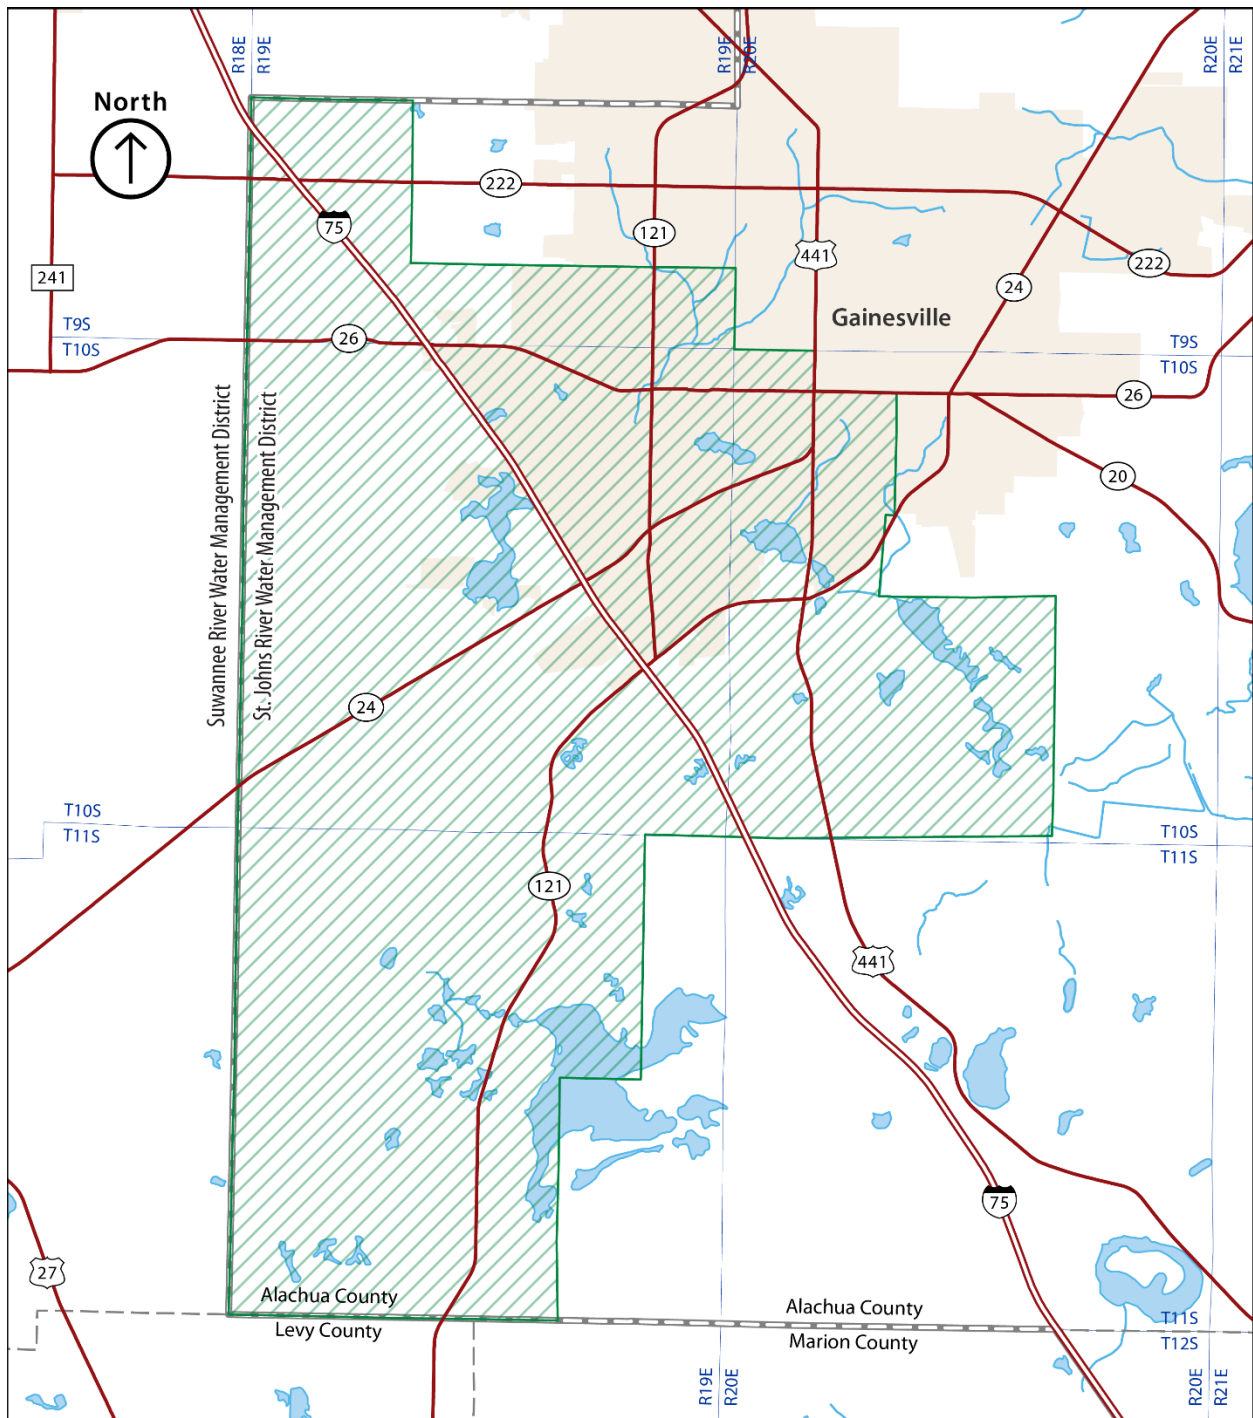 R18E
R19E
R19E
R20E
R20E
R21E
North
222
75
121
441
222
241
24
Gainesville
T9S
T10S
26
T9S
T10S
26
20
Suwannee River Water Management District
St. Johns River Water Management District
24
T10S
T11S
T10S
T11S
121
441
75
27
Alachua County
Levy County
Alachua County
Marion County
T11S
T12S
R19E
R20E
R20E
R21E